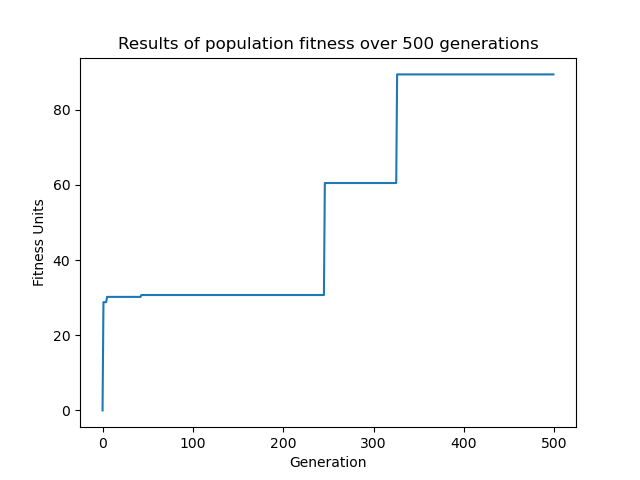 Results of population fitness over 500 generations
80
60
40
20
0
Fitness Units
0 100 200 300 400 500
Generation